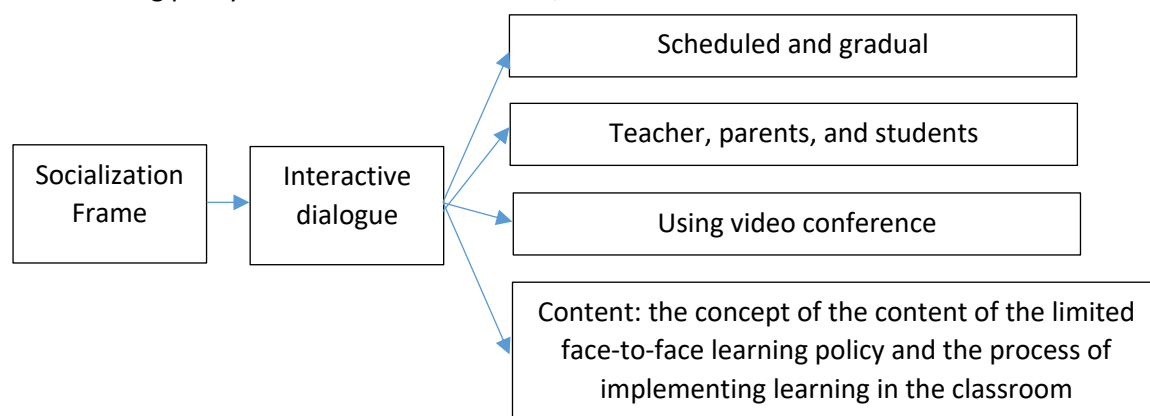 Scheduled and gradual
Teacher, parents, and students
Socialization
Frame
Interactive
dialogue
Using video conference
Content: the concept of the content of the limited
face-to-face learning policy and the process of
implementing learning in the classroom